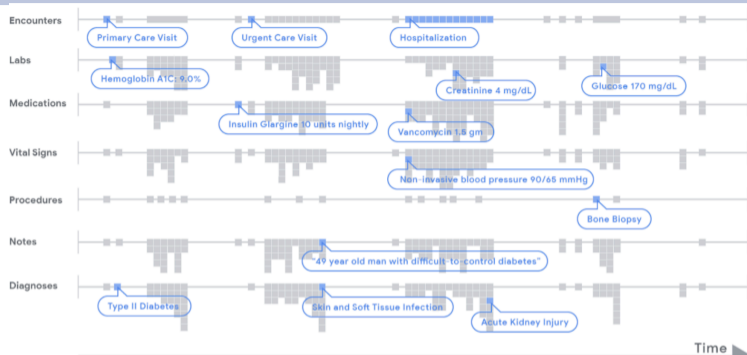 Encounters
Primary Care Visit
Urgent Care Visit
Hospitalization
Labs
Hemoglobin A1C: 9.0%
Creatinine 4 mg/dL
Glucose 170 mg/dL
Medications
Insulin Glargine 10 units nightly
Vancomycin 1.5 gm
Vital Signs
Non-invasive blood pressure 90/65 mmHg
Procedures
Bone Biopsy
Notes
"49 year old man with difficult-to-control diabetes"
Diagnoses
Type II Diabetes
Skin and Soft Tissue Infection
Acute Kidney Injury
Time